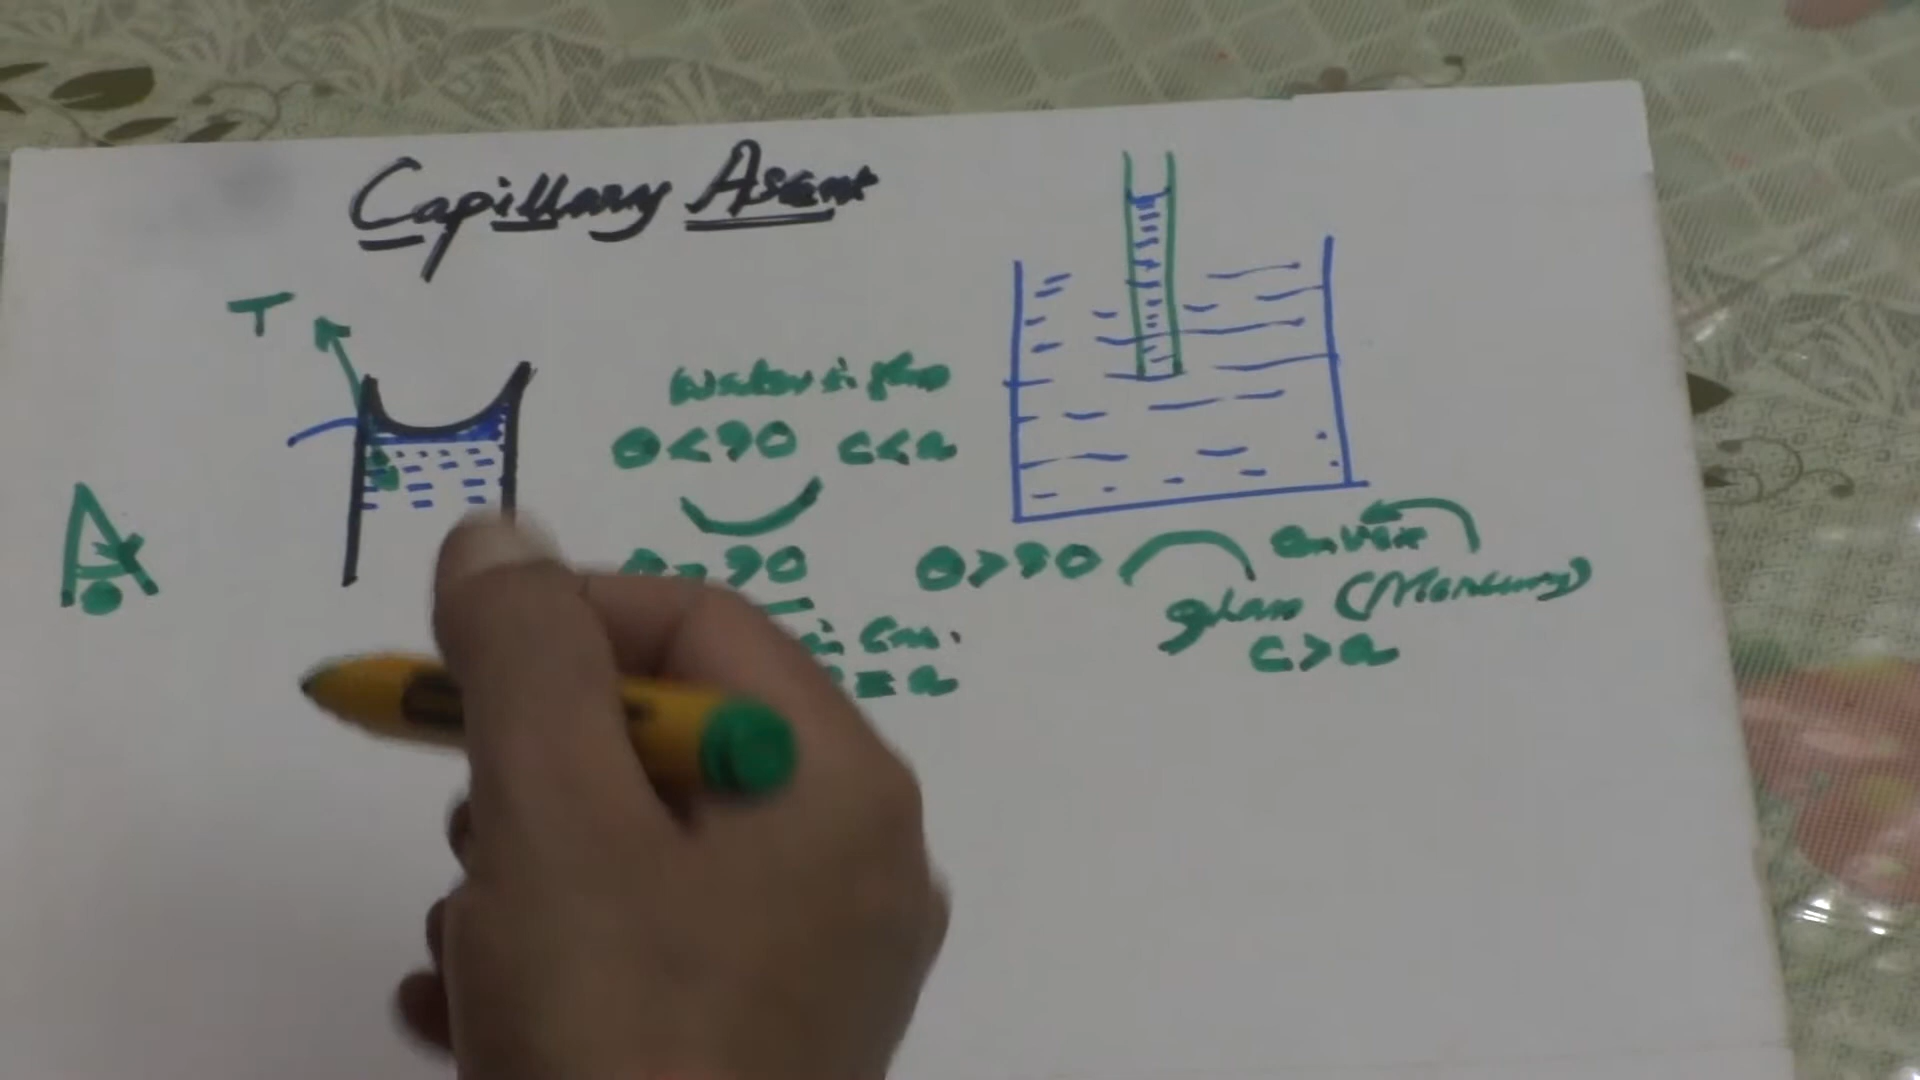 Capillary Ascent
T
water in glass
θ<90 c<a
θ=90
θ>90
convex
glass (Mercury)
= a
c>a
θ